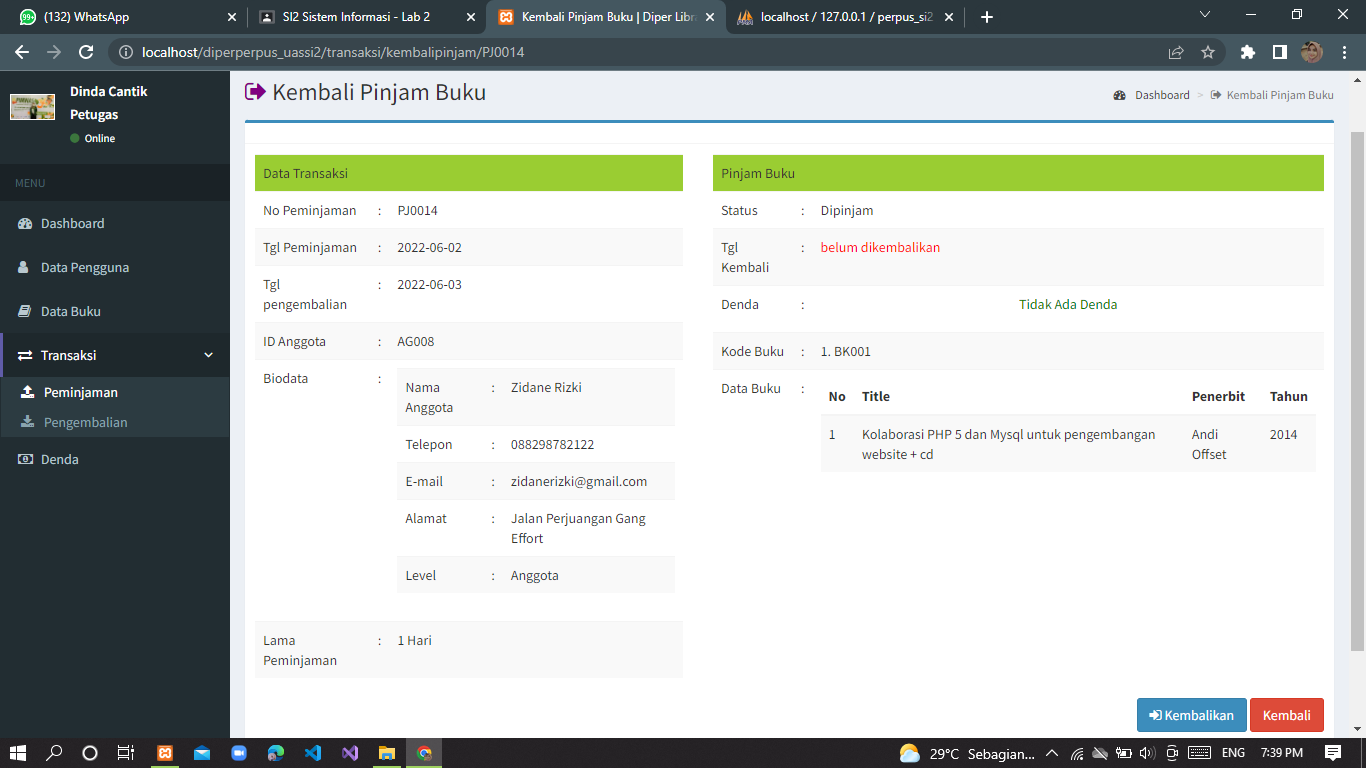 (132) WhatsApp
SI2 Sistem Informasi - Lab 2
Kembali Pinjam Buku | Diper Libra
localhost / 127.0.0.1 / perpus_si2
localhost/diperperpus_uassi2/transaksi/kembalipinjam/PJ0014
Dinda Cantik
Petugas
Online
MENU
Dashboard
Data Pengguna
Data Buku
Transaksi
Peminjaman
Pengembalian
Denda
Kembali Pinjam Buku
Dashboard > Kembali Pinjam Buku
Data Transaksi
No Peminjaman : PJ0014
Tgl Peminjaman : 2022-06-02
Tgl : 2022-06-03
pengembalian
ID Anggota : AG008
Biodata :
Nama : Zidane Rizki
Anggota
Telepon : 088298782122
E-mail : zidanerizki@gmail.com
Alamat : Jalan Perjuangan Gang
Effort
Level : Anggota
Lama : 1 Hari
Peminjaman
Pinjam Buku
Status : Dipinjam
Tgl : belum dikembalikan
Kembali
Denda : Tidak Ada Denda
Kode Buku : 1. BK001
Data Buku :
No Title Penerbit Tahun
1 Kolaborasi PHP 5 dan Mysql untuk pengembangan Andi 2014
website + cd Offset
Kembalikan
Kembali
29°C Sebagian... ENG 7:39 PM